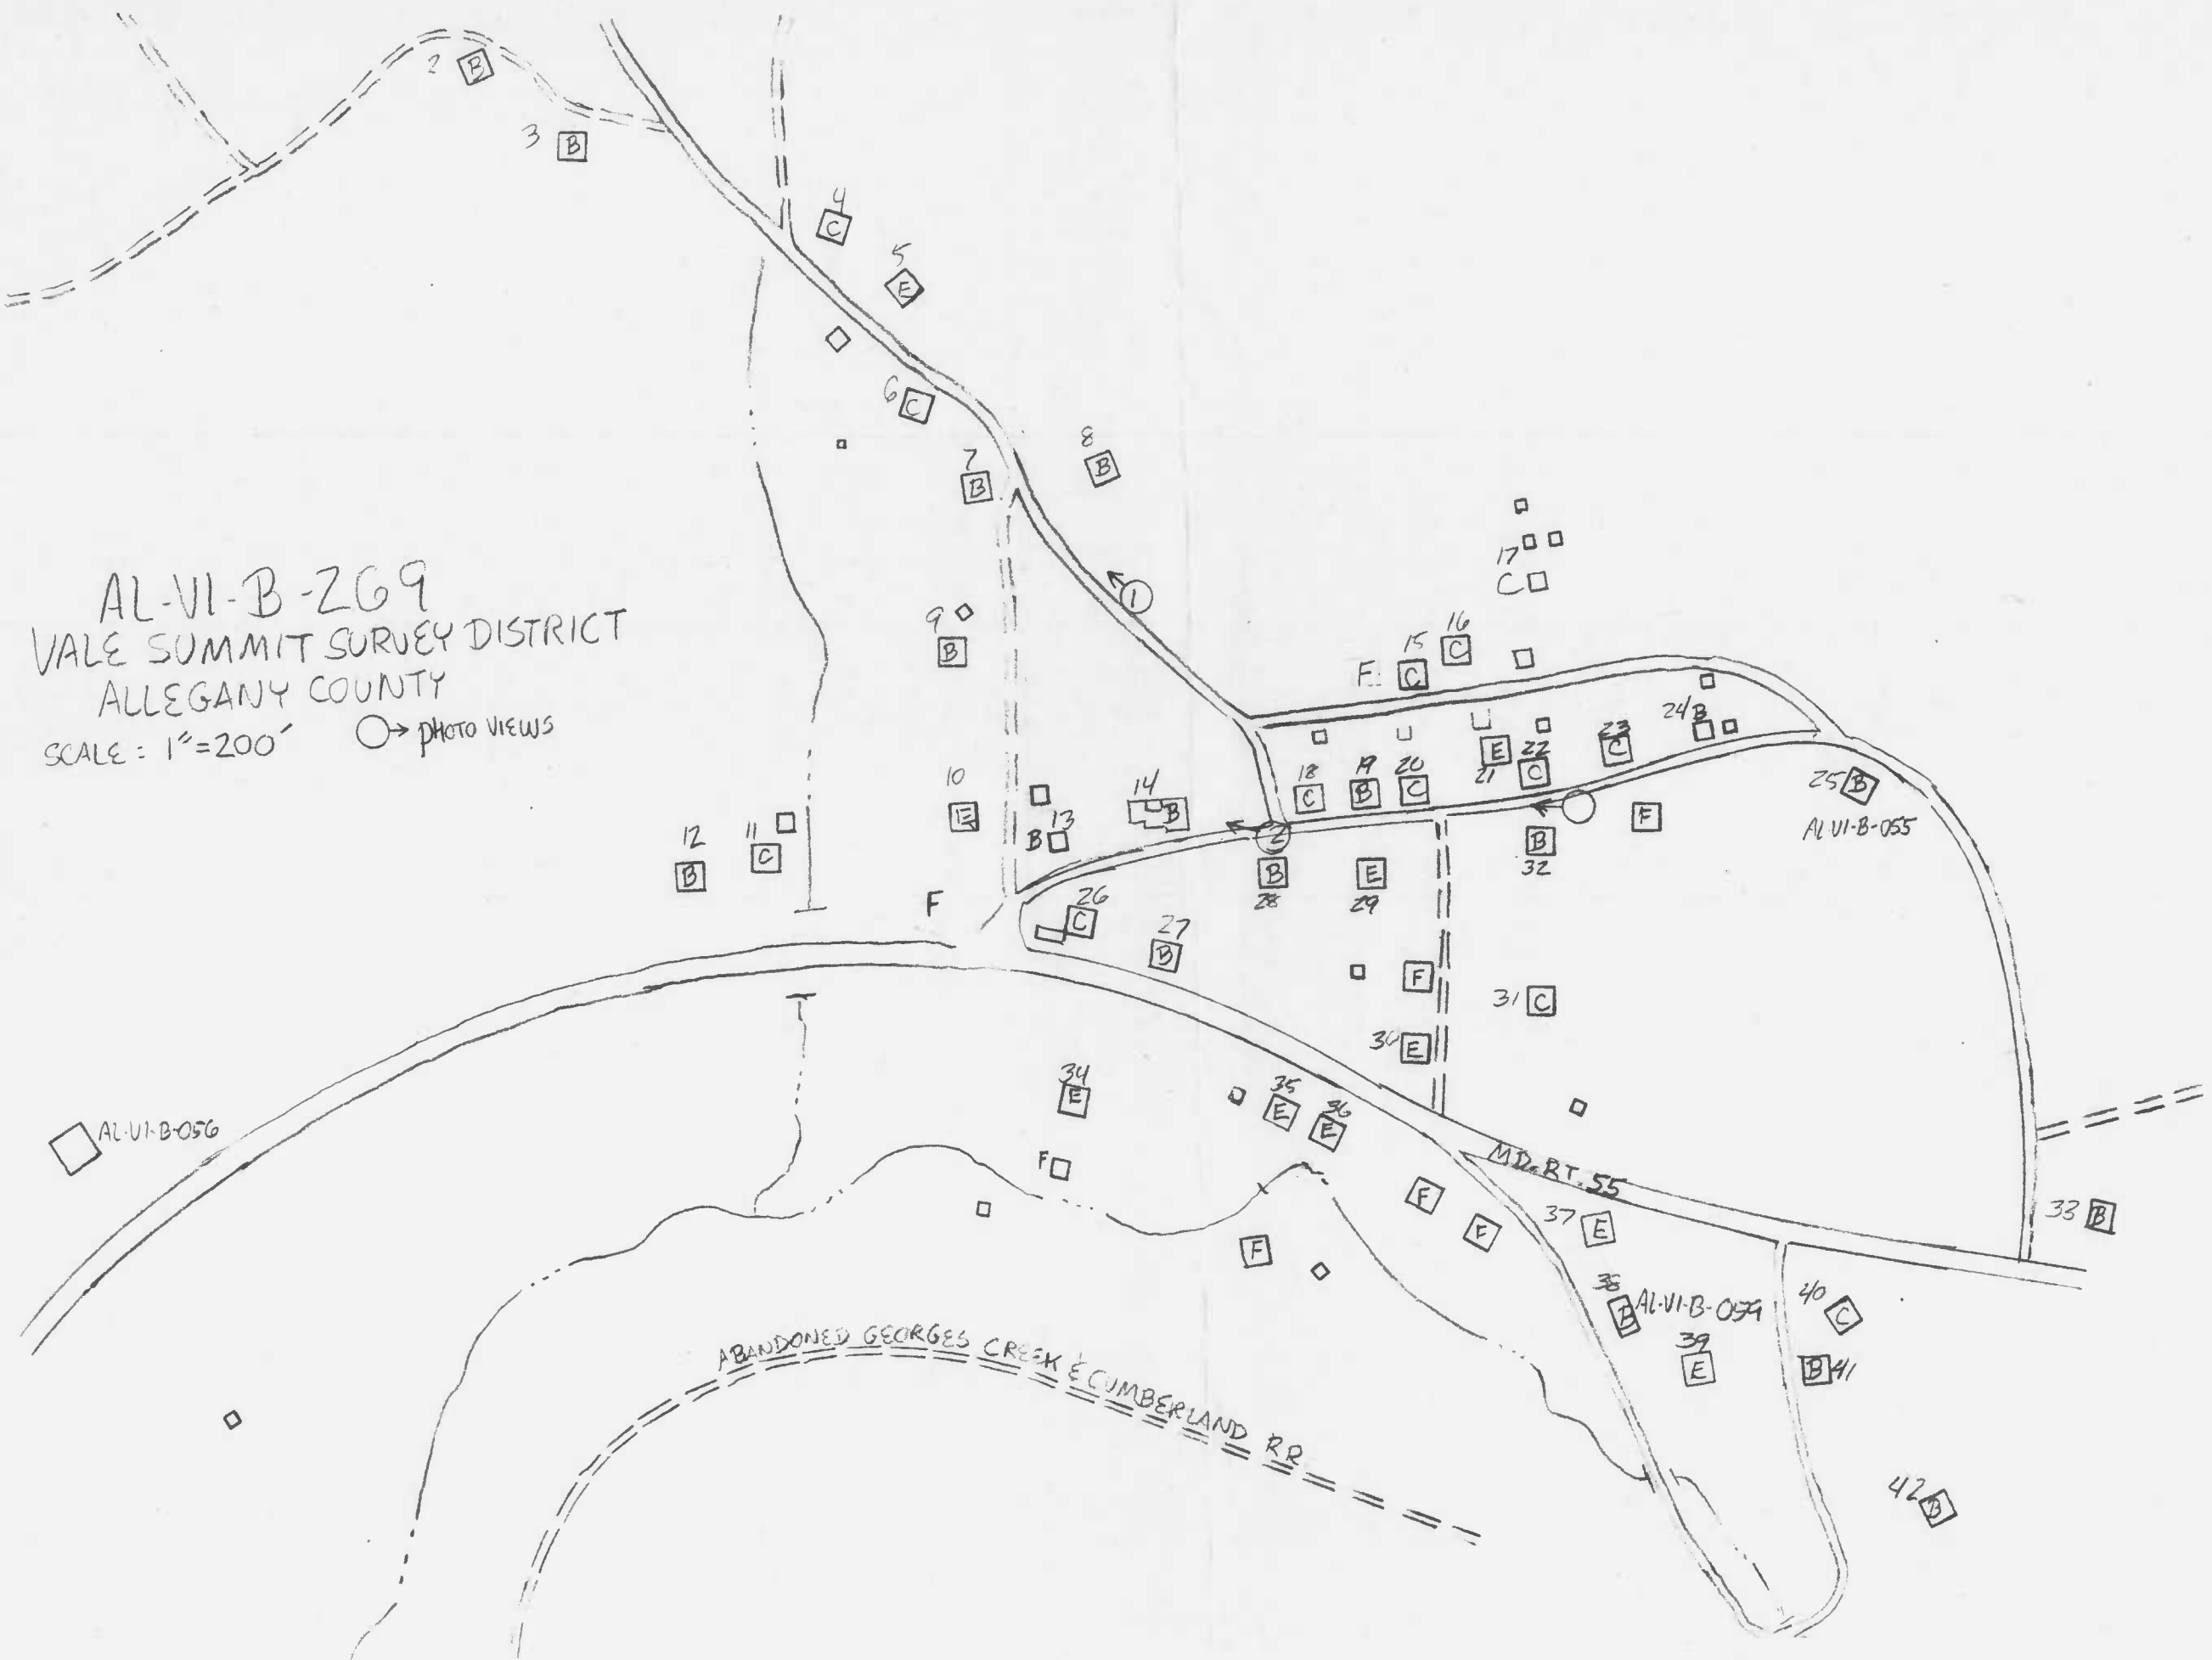 2 B
3 B
4
C
5
E
6 C
7
B
8
B
AL-VI-B-269
VALE SUMMIT SURVEY DISTRICT
ALLEGANY COUNTY
SCALE: 1"=200' → PHOTO VIEWS
1
9
B
17
C
15
F C
16
C
24 B
23
C
22
C
E
21
20
C
19
B
18
C
25 B
AL-VI-B-055
10
E
14
B
13
B
12
B
11
C
2
B
28
E
29
B
32
F
F
26
C
27
B
F
31 C
30 E
34
E
35
E
36
E
F
AL-VI-B-056
MD. RT. 55
F
F
F
37 E
33 B
38
B AL-VI-B-059
39
E
40
C
B 41
42
B
ABANDONED GEORGES CREEK & CUMBERLAND RR